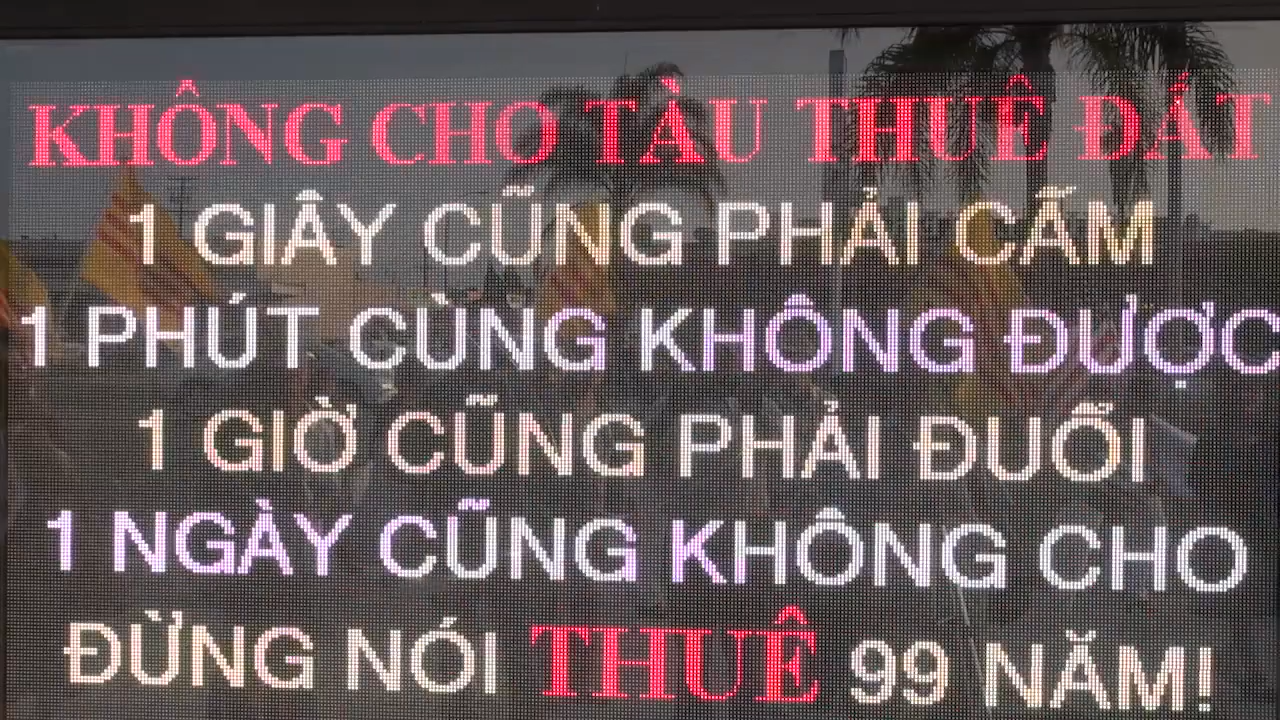 KHÔNG CHO TÀU THUÊ ĐẤT
1 GIÂY CŨNG PHẢI CẤM
1 PHÚT CŨNG KHÔNG ĐƯỢC
1 GIỜ CŨNG PHẢI ĐUỔI
1 NGÀY CŨNG KHÔNG CHO
ĐỪNG NÓI THUÊ 99 NĂM!